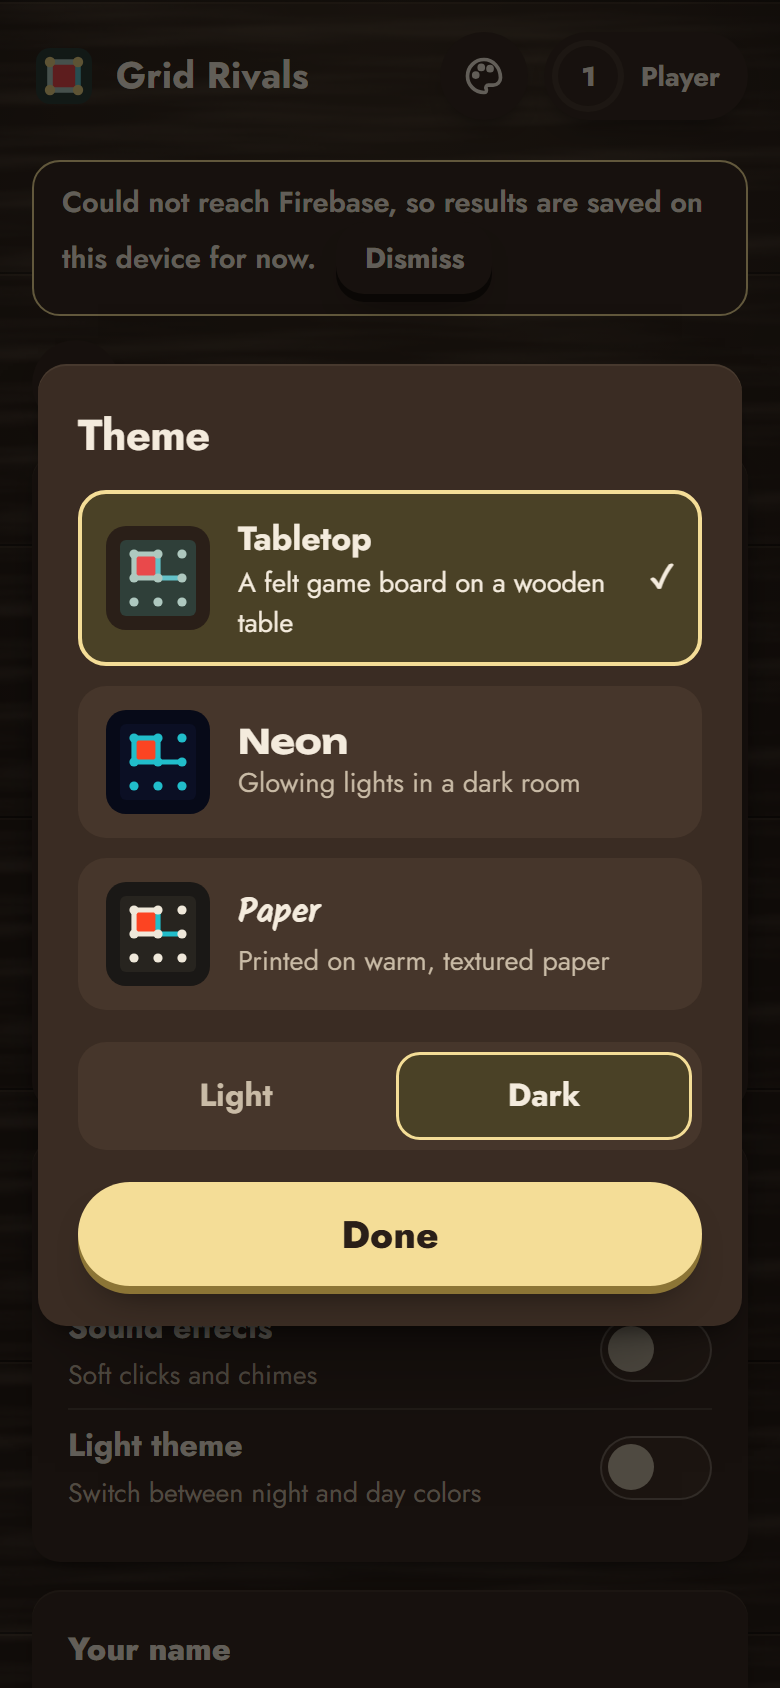 Grid Rivals
1
Player
Could not reach Firebase, so results are saved on
this device for now.
Dismiss
Theme
Tabletop
A felt game board on a wooden
table
Neon
Glowing lights in a dark room
Paper
Printed on warm, textured paper
Light
Dark
Done
Sound effects
Soft clicks and chimes
Light theme
Switch between night and day colors
Your name